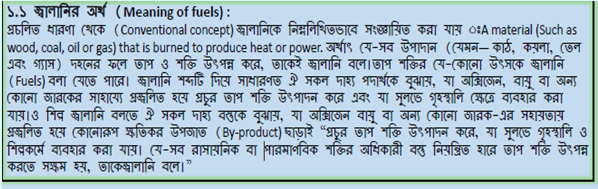 ১.১ জ্বালানির অর্থ ( Meaning of fuels) :
প্রচলিত ধারণা থেকে (Conventional concept) জ্বালানিকে নিম্নলিখিতভাবে সংজ্ঞায়িত করা যায় ঃA material (Such as
wood, coal, oil or gas) that is burned to produce heat or power. অর্থাৎ যে-সব উপাদান (যেমন— কাঠ, কয়লা, তেল
এবং গ্যাস) দহনের ফলে তাপ ও শক্তি উৎপন্ন করে, তাকেই জ্বালানি বলে।তাপ শক্তির যে-কোনো উৎসকে জ্বালানি
(Fuels) বলা যেতে পারে। জ্বালানি শব্দটি দিয়ে সাধারণত ঐ সকল দাহ্য পদার্থকে বুঝায়, যা অক্সিজেন, বায়ু বা অন্য
কোনো জারকের সাহায্যে প্রজ্বলিত হয়ে প্রচুর তাপ শক্তি উৎপাদন করে এবং যা সুলভে গৃহস্থালি ক্ষেত্রে ব্যবহার করা
যায়।ও শিব জ্বালানি বলতে ঐ সকল দাহ্য বস্তুকে বুঝায়, যা অক্সিজেন বায়ু বা অন্য কোনো জারক-এর সহায়তায়
প্রজ্বলিত হয়ে কোনোরূপ ক্ষতিকর উপজাত (By-product) ছাড়াই “প্রচুর তাপ শক্তি উৎপাদন করে, যা সুলভে গৃহস্থালি ও
শিবকর্মে ব্যবহার করা যায়। (যে-সব রাসায়নিক বা পারমাণবিক শক্তির অধিকারী বস্তু নিয়ন্ত্রিত হারে তাপ শক্তি উৎপন্ন
করতে সক্ষম হয়, তাকেজ্বালানি বলে।”